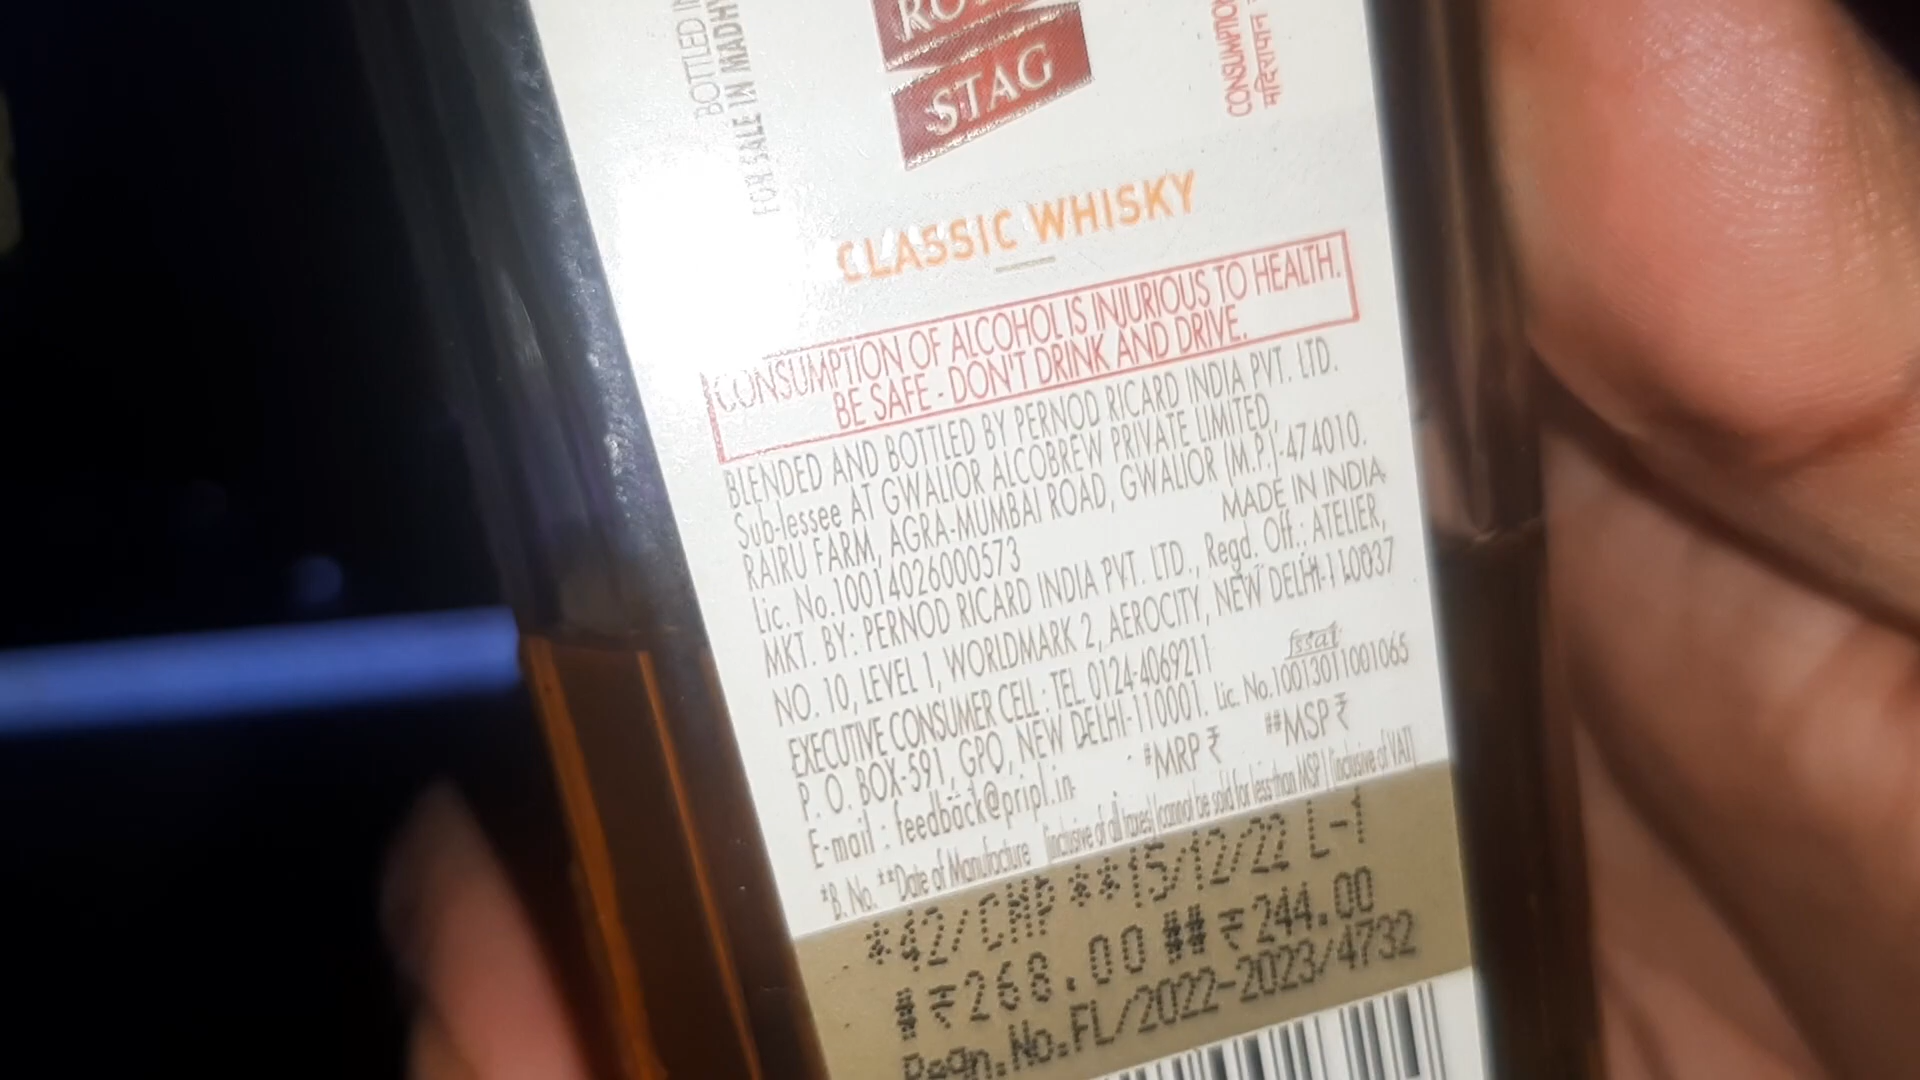 BOTTLED
FOR SALE IN MADHY
STAG
CONSUMPTIO
मदिरापान
CLASSIC WHISKY
CONSUMPTION OF ALCOHOL IS INJURIOUS TO HEALTH.
BE SAFE - DON'T DRINK AND DRIVE.
BLENDED AND BOTTLED BY PERNOD RICARD INDIA PVT. LTD.
Sub-lessee AT GWALIOR ALCOBREW PRIVATE LIMITED,
RAIRU FARM, AGRA-MUMBAI ROAD, GWALIOR (M.P.)-474010.
Lic. No.10014026000573 MADE IN INDIA
MKT. BY: PERNOD RICARD INDIA PVT. LTD., Regd. Off.: ATELIER,
NO. 10, LEVEL 1, WORLDMARK 2, AEROCITY, NEW DELHI-110037
EXECUTIVE CONSUMER CELL : TEL 0124-4069211 fssai
P. O. BOX-591, GPO, NEW DELHI-110001. Lic. No.10013011001065
E-mail : feedback@pripl.in #MRP ₹ ##MSP ₹
*B. No. **Date of Manufacture (inclusive of all taxes) (cannot be sold for less than MSP) (inclusive of VAT)
*42/CHP **15/12/22 L-1
#₹268.00 ##₹244.00
Regn.No.FL/2022-2023/4732